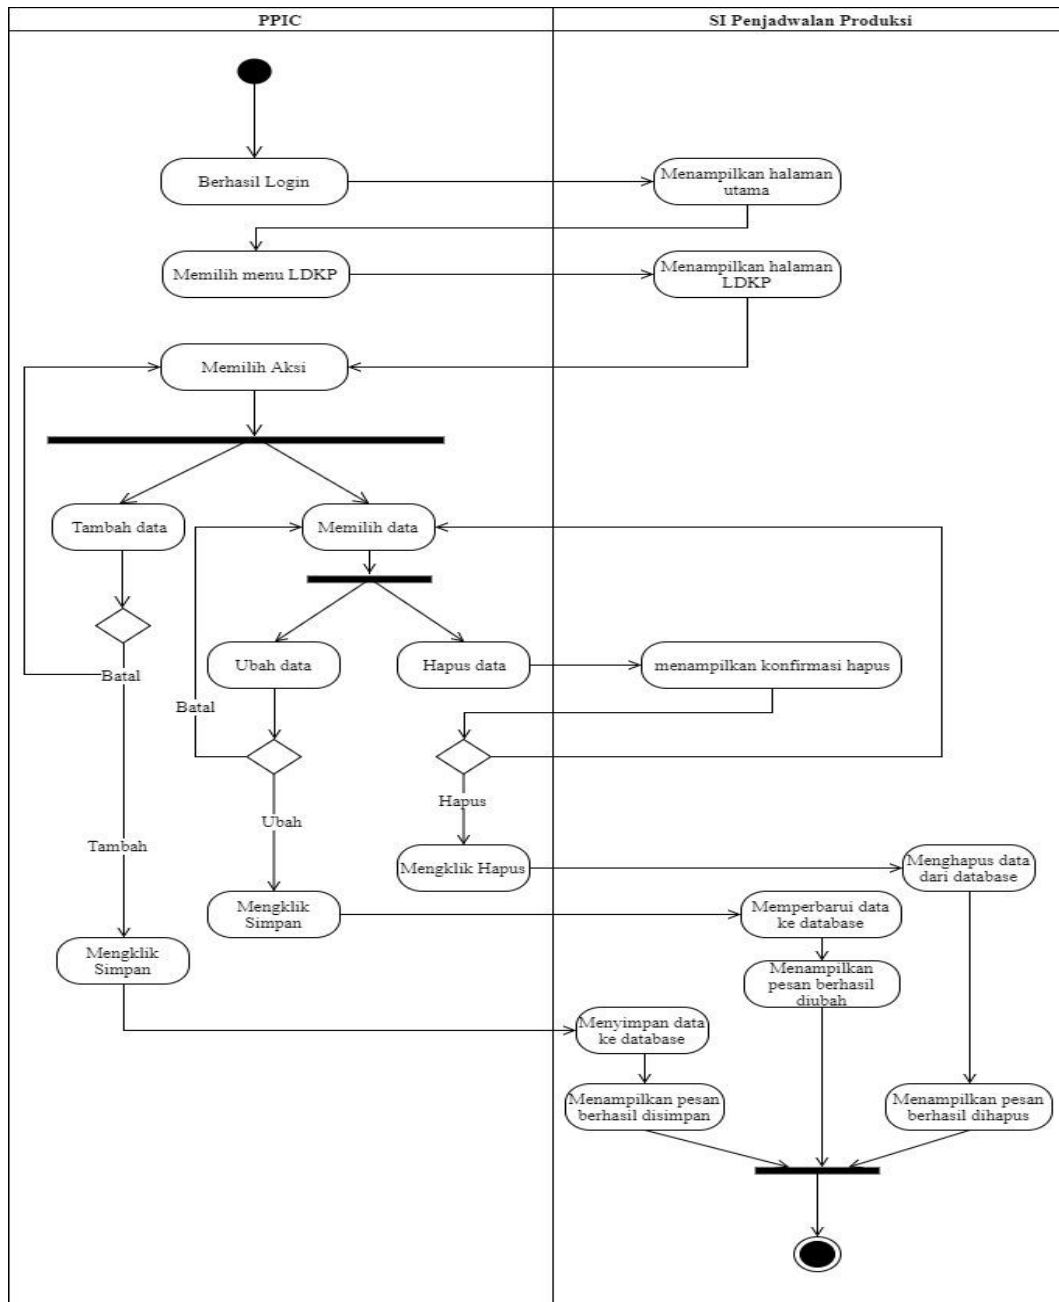 PPIC
SI Penjadwalan Produksi
Berhasil Login
Menampilkan halaman
utama
Memilih menu LDKP
Menampilkan halaman
LDKP
Memilih Aksi
Tambah data
Memilih data
Ubah data
Hapus data
menampilkan konfirmasi hapus
Batal
Batal
Hapus
Ubah
Tambah
Mengklik Hapus
Menghapus data
dari database
Mengklik
Simpan
Memperbarui data
ke database
Mengklik
Simpan
Menampilkan
pesan berhasil
diubah
Menyimpan data
ke database
Menampilkan pesan
berhasil disimpan
Menampilkan pesan
berhasil dihapus